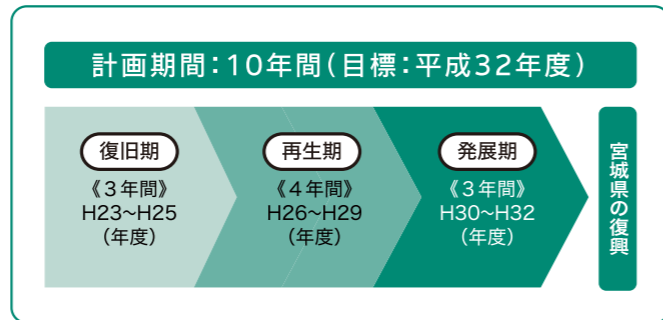 計画期間：10年間（目標：平成32年度）
復旧期
《３年間》
H23~H25
（年度）
再生期
《４年間》
H26~H29
（年度）
発展期
《３年間》
H30~H32
（年度）
宮城県の復興